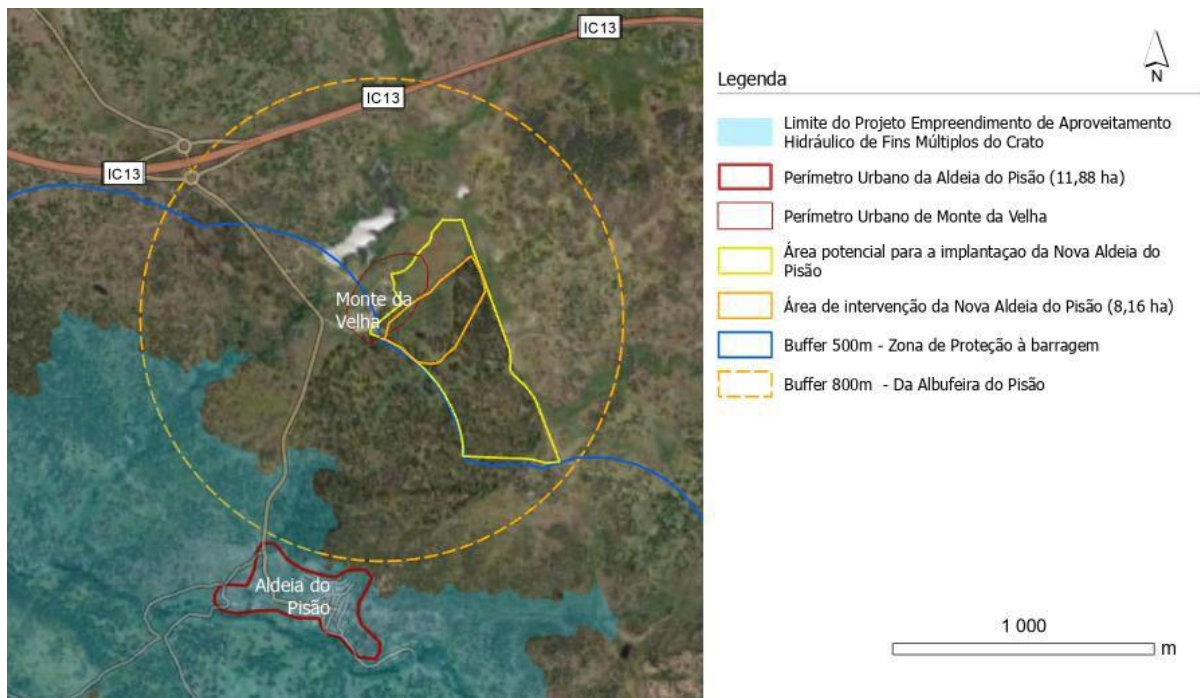 IC13
IC13
IC13
Monte da
Velha
Aldeia do
Pisão
N
Legenda
Limite do Projeto Empreendimento de Aproveitamento
Hidráulico de Fins Múltiplos do Crato
Perímetro Urbano da Aldeia do Pisão (11,88 ha)
Perímetro Urbano de Monte da Velha
Área potencial para a implantaçao da Nova Aldeia do
Pisão
Área de intervenção da Nova Aldeia do Pisão (8,16 ha)
Buffer 500m - Zona de Proteção à barragem
Buffer 800m - Da Albufeira do Pisão
1 000
m